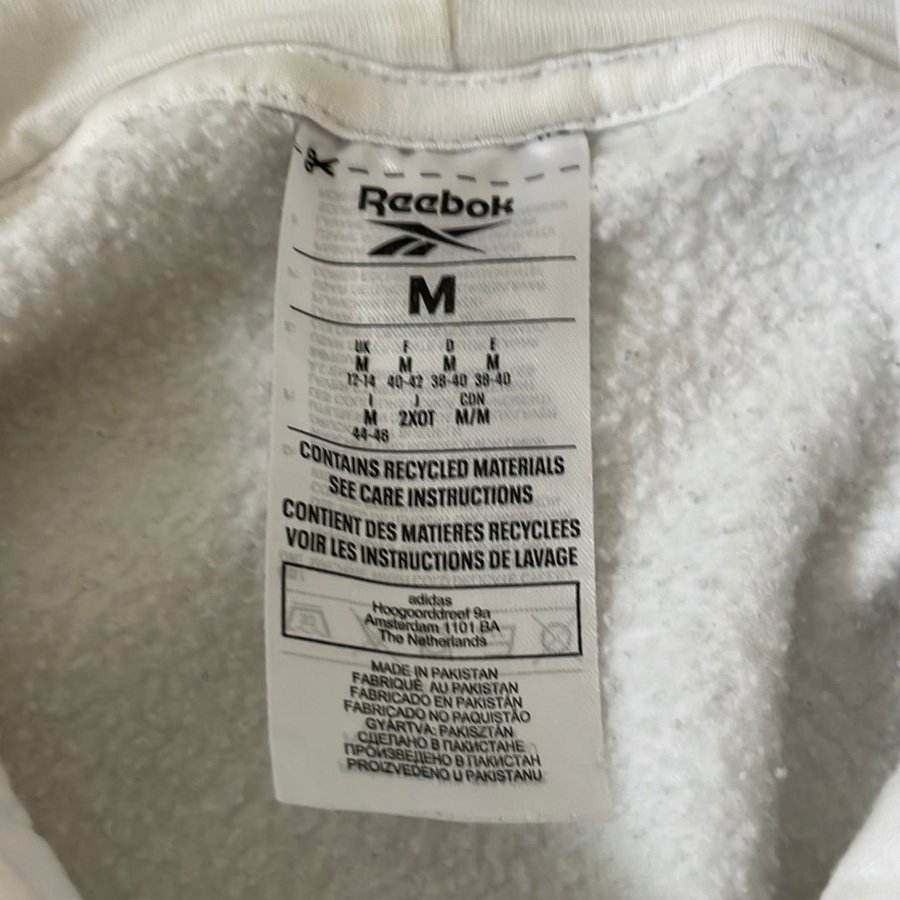 Reebok
M
UK F D E
M M M M
12-14 40-42 38-40 38-40
I J CON
M 2XOT M/M
44-46
CONTAINS RECYCLED MATERIALS
SEE CARE INSTRUCTIONS
CONTIENT DES MATIERES RECYCLEES
VOIR LES INSTRUCTIONS DE LAVAGE
adidas
Hoogoorddreef 9a
Amsterdam 1101 BA
The Netherlands
MADE IN PAKISTAN
FABRIQUÉ AU PAKISTAN
FABRICADO EN PAKISTÁN
FABRICADO NO PAQUISTÃO
GYÁRTVA: PAKISZTÁN
СДЕЛАНО В ПАКИСТАНЕ
ПРОИЗВЕДЕНО В ПАКИСТАН
PROIZVEDENO U PAKISTANU